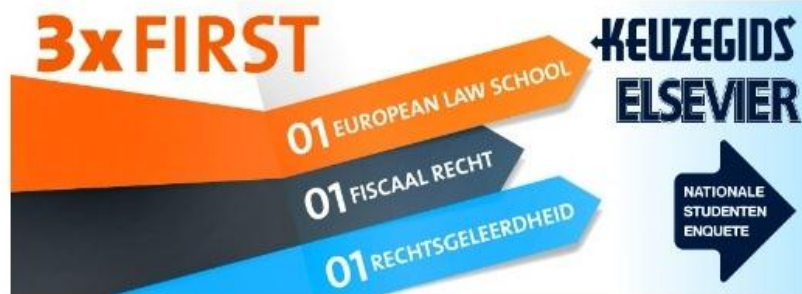 3x FIRST
01 EUROPEAN LAW SCHOOL
01 FISCAAL RECHT
01 RECHTSGELEERDHEID
KEUZEGIDS
ELSEVIER
NATIONALE
STUDENTEN
ENQUETE